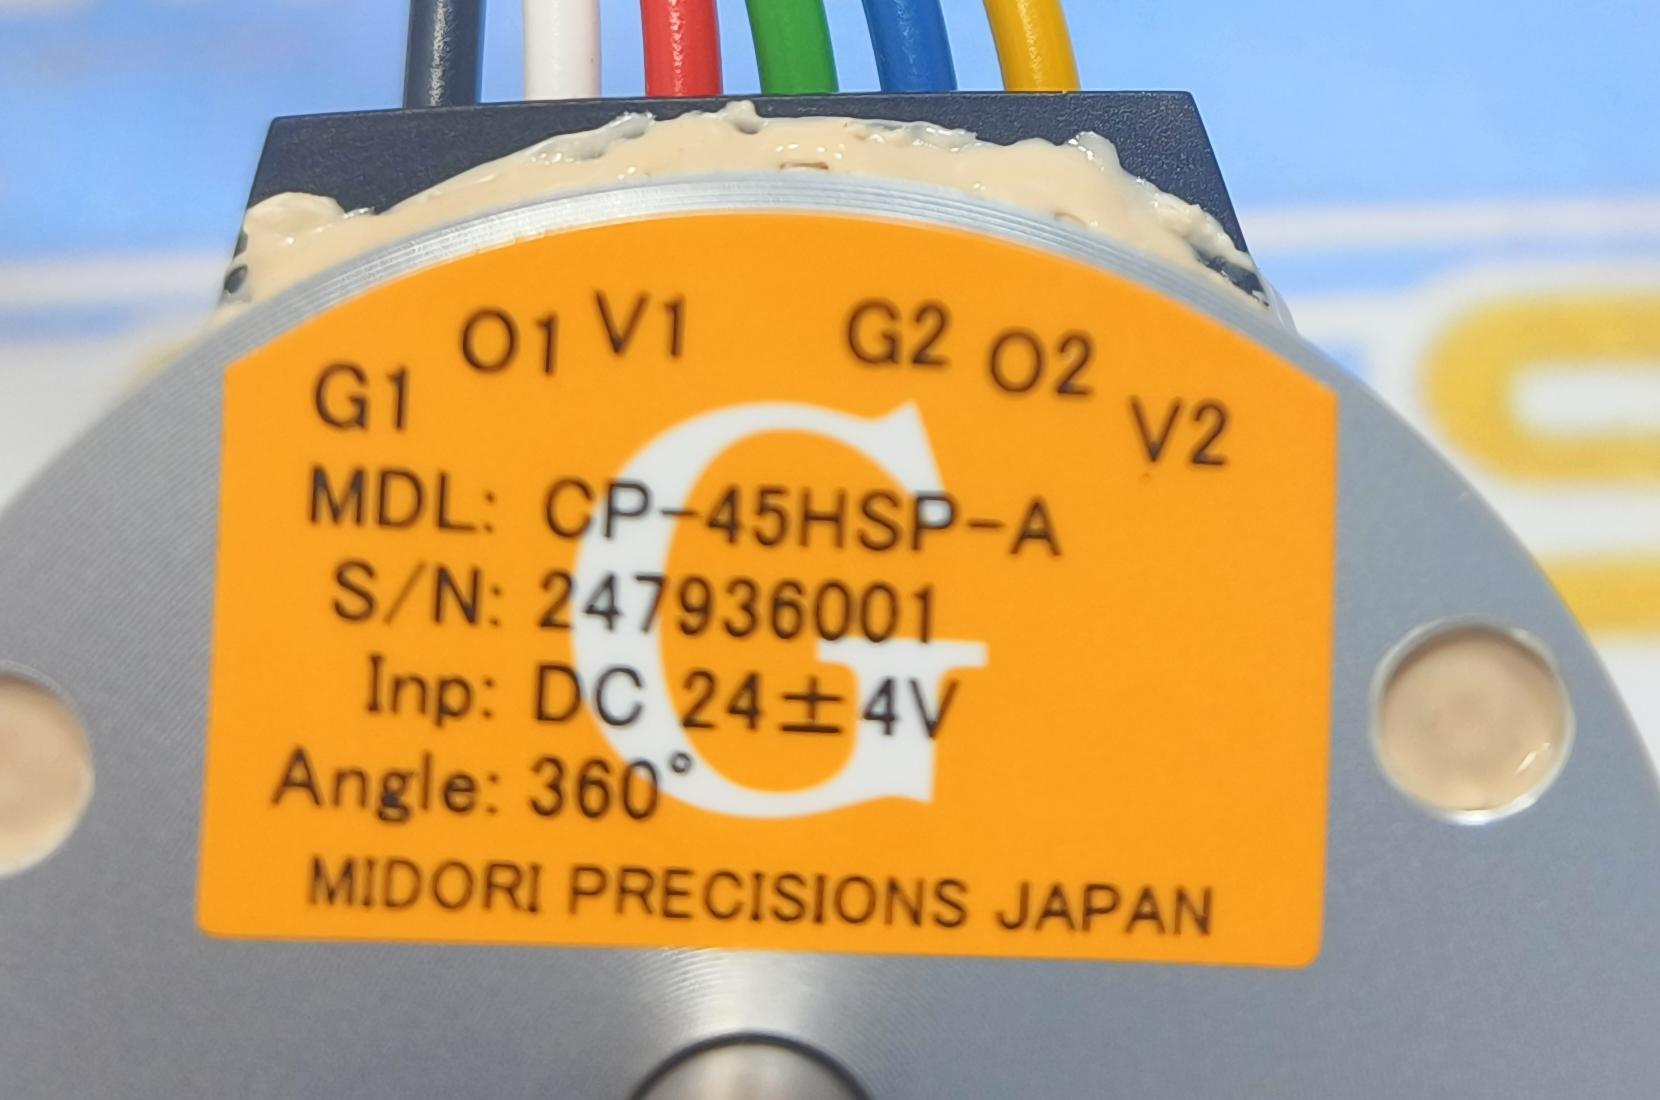 G1 O1 V1 G2 O2 V2
G
MDL: CP-45HSP-A
S/N: 247936001
Inp: DC 24±4V
Angle: 360°
MIDORI PRECISIONS JAPAN